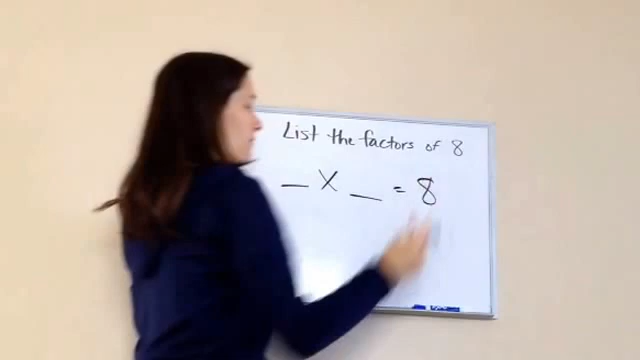 List the factors of 8
_ X _ = 8